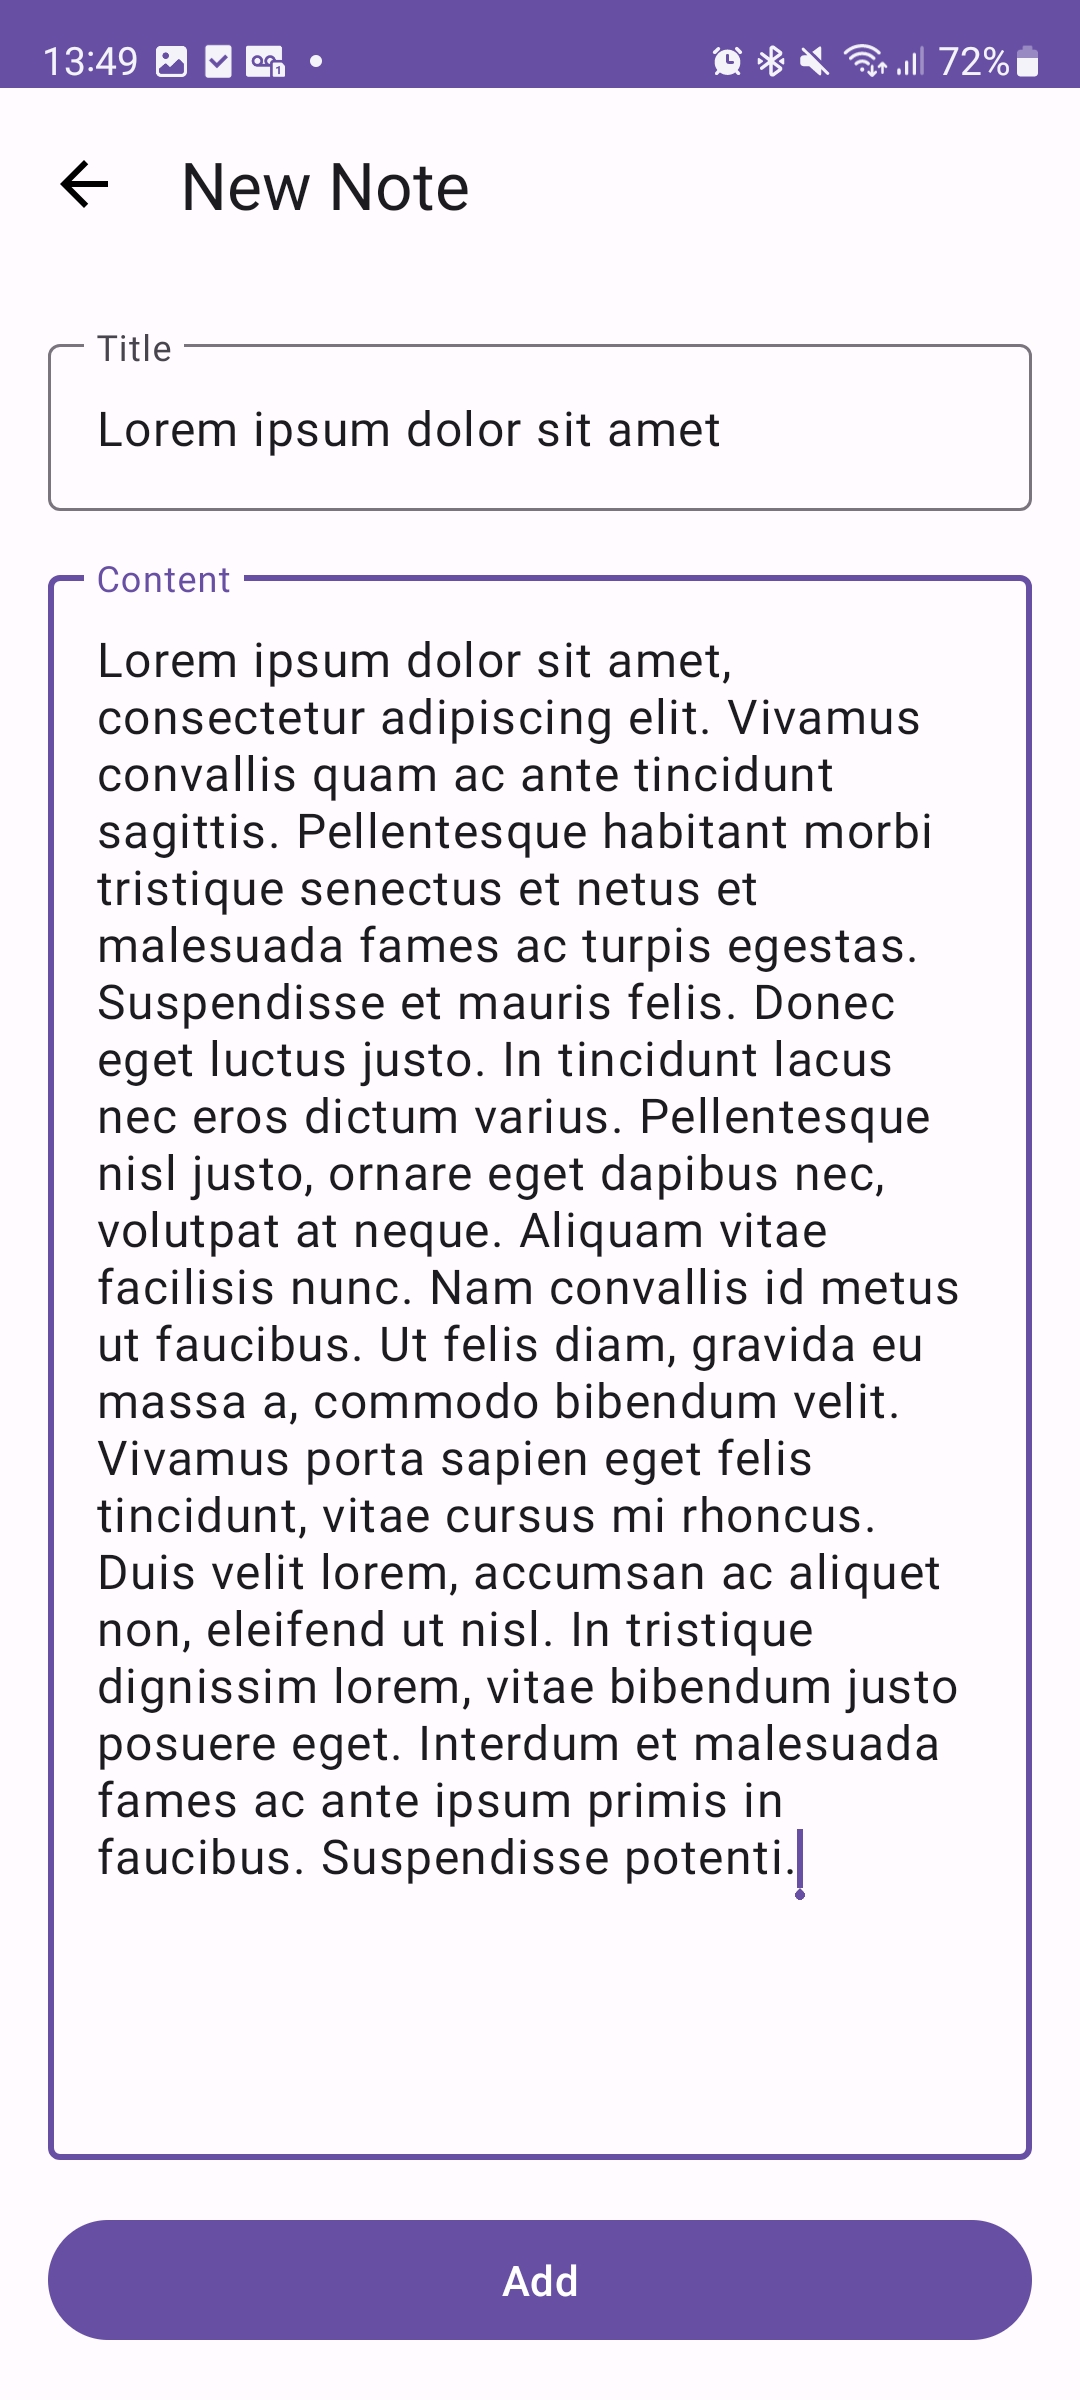 13:49 72%
New Note
Title
Lorem ipsum dolor sit amet
Content
Lorem ipsum dolor sit amet,
consectetur adipiscing elit. Vivamus
convallis quam ac ante tincidunt
sagittis. Pellentesque habitant morbi
tristique senectus et netus et
malesuada fames ac turpis egestas.
Suspendisse et mauris felis. Donec
eget luctus justo. In tincidunt lacus
nec eros dictum varius. Pellentesque
nisl justo, ornare eget dapibus nec,
volutpat at neque. Aliquam vitae
facilisis nunc. Nam convallis id metus
ut faucibus. Ut felis diam, gravida eu
massa a, commodo bibendum velit.
Vivamus porta sapien eget felis
tincidunt, vitae cursus mi rhoncus.
Duis velit lorem, accumsan ac aliquet
non, eleifend ut nisl. In tristique
dignissim lorem, vitae bibendum justo
posuere eget. Interdum et malesuada
fames ac ante ipsum primis in
faucibus. Suspendisse potenti.
Add